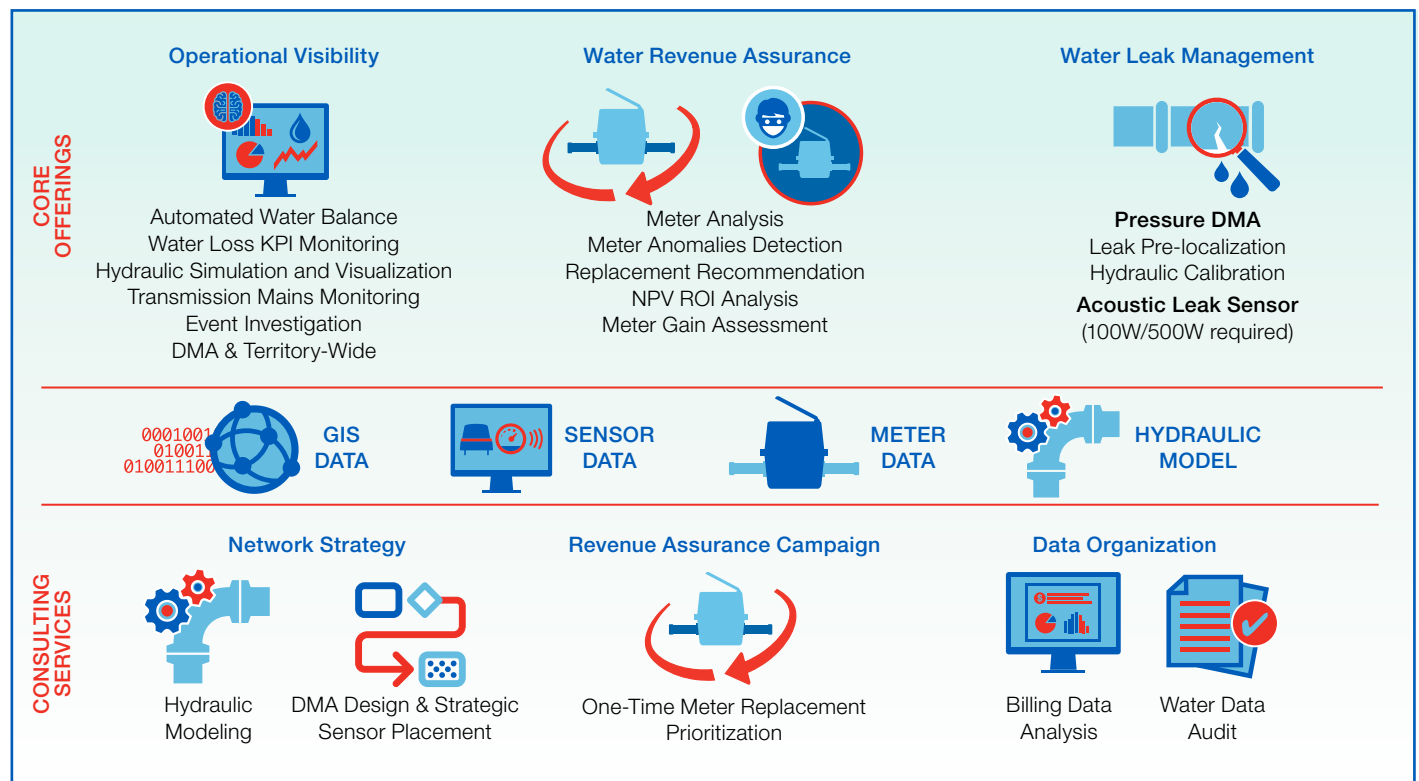 CORE
OFFERINGS
Operational Visibility
Automated Water Balance
Water Loss KPI Monitoring
Hydraulic Simulation and Visualization
Transmission Mains Monitoring
Event Investigation
DMA & Territory-Wide
Water Revenue Assurance
Meter Analysis
Meter Anomalies Detection
Replacement Recommendation
NPV ROI Analysis
Meter Gain Assessment
Water Leak Management
Pressure DMA
Leak Pre-localization
Hydraulic Calibration
Acoustic Leak Sensor
(100W/500W required)
0001001
010011
010011100
GIS
DATA
SENSOR
DATA
METER
DATA
HYDRAULIC
MODEL
CONSULTING
SERVICES
Network Strategy
Hydraulic
Modeling
DMA Design & Strategic
Sensor Placement
Revenue Assurance Campaign
One-Time Meter Replacement
Prioritization
Data Organization
$
Billing Data
Analysis
Water Data
Audit